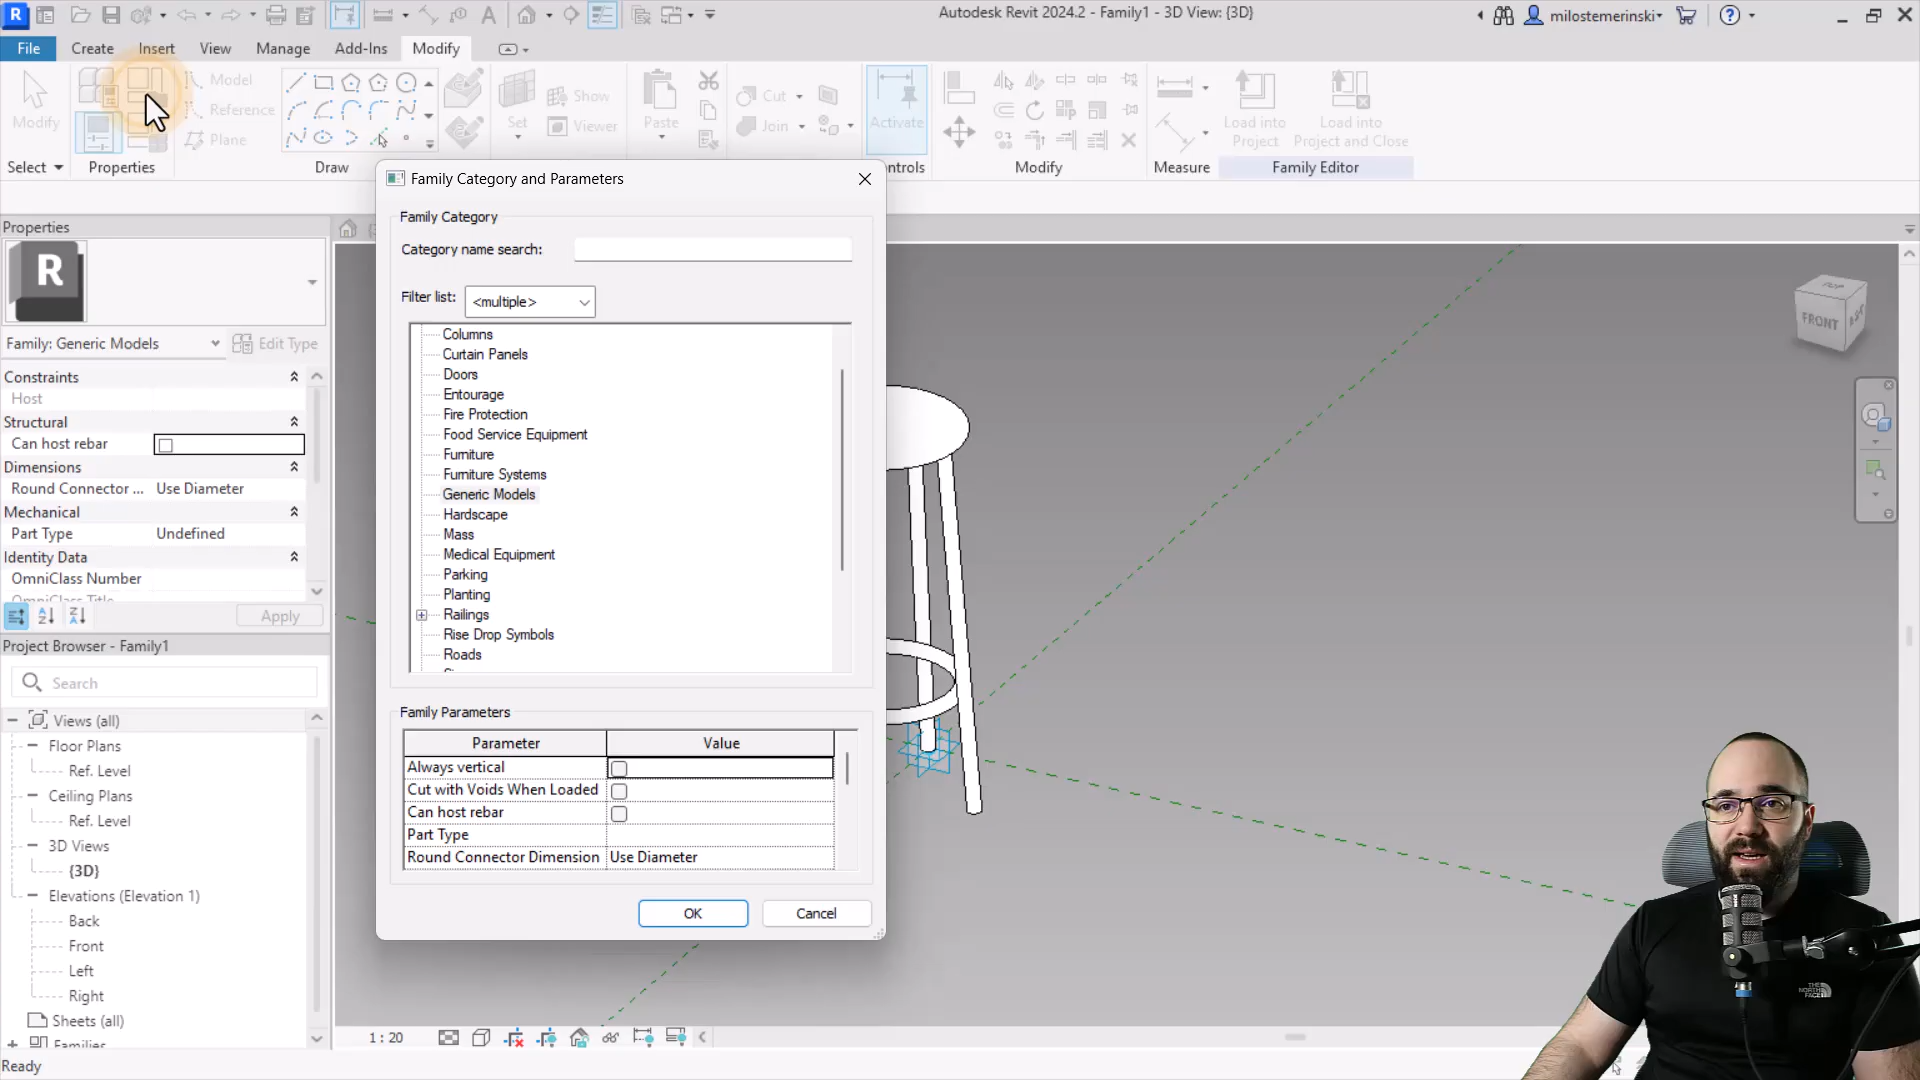 Autodesk Revit 2024.2 - Family1 - 3D View: {3D}
milostemerinski
File
Create
Insert
View
Manage
Add-Ins
Modify
Modify
Model
Reference
Plane
Set
Show
Viewer
Paste
Cut
Join
Activate
Load into
Project
Load into
Project and Close
Select
Properties
Draw
ntrols
Modify
Measure
Family Editor
Properties
R
Family: Generic Models
Edit Type
Constraints
Host
Structural
Can host rebar
Dimensions
Round Connector ... Use Diameter
Mechanical
Part Type Undefined
Identity Data
OmniClass Number
OmniClass Title
Apply
Project Browser - Family1
Search
Views (all)
Floor Plans
Ref. Level
Ceiling Plans
Ref. Level
3D Views
{3D}
Elevations (Elevation 1)
Back
Front
Left
Right
Sheets (all)
Families
Ready
Family Category and Parameters
Family Category
Category name search:
Filter list: <multiple>
Columns
Curtain Panels
Doors
Entourage
Fire Protection
Food Service Equipment
Furniture
Furniture Systems
Generic Models
Hardscape
Mass
Medical Equipment
Parking
Planting
Railings
Rise Drop Symbols
Roads
Family Parameters
Parameter Value
Always vertical
Cut with Voids When Loaded
Can host rebar
Part Type
Round Connector Dimension Use Diameter
OK
Cancel
TOP
FRONT
1 : 20
THE
NORTH
FACE